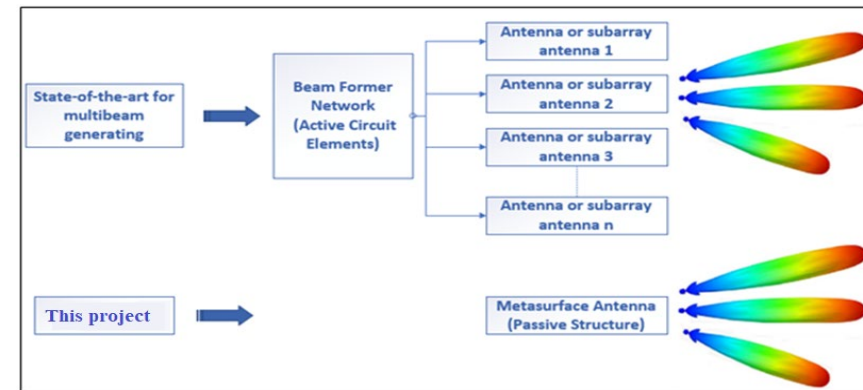 State-of-the-art for
multibeam
generating
Beam Former
Network
(Active Circuit
Elements)
Antenna or subarray
antenna 1
Antenna or subarray
antenna 2
Antenna or subarray
antenna 3
Antenna or subarray
antenna n
This project
Metasurface Antenna
(Passive Structure)